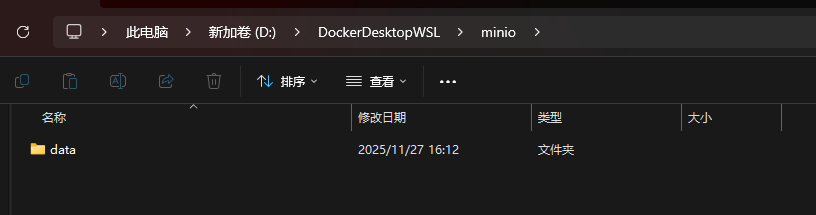 此电脑 > 新加卷 (D:) > DockerDesktopWSL > minio >
排序 查看 ···
名称 修改日期 类型 大小
data 2025/11/27 16:12 文件夹